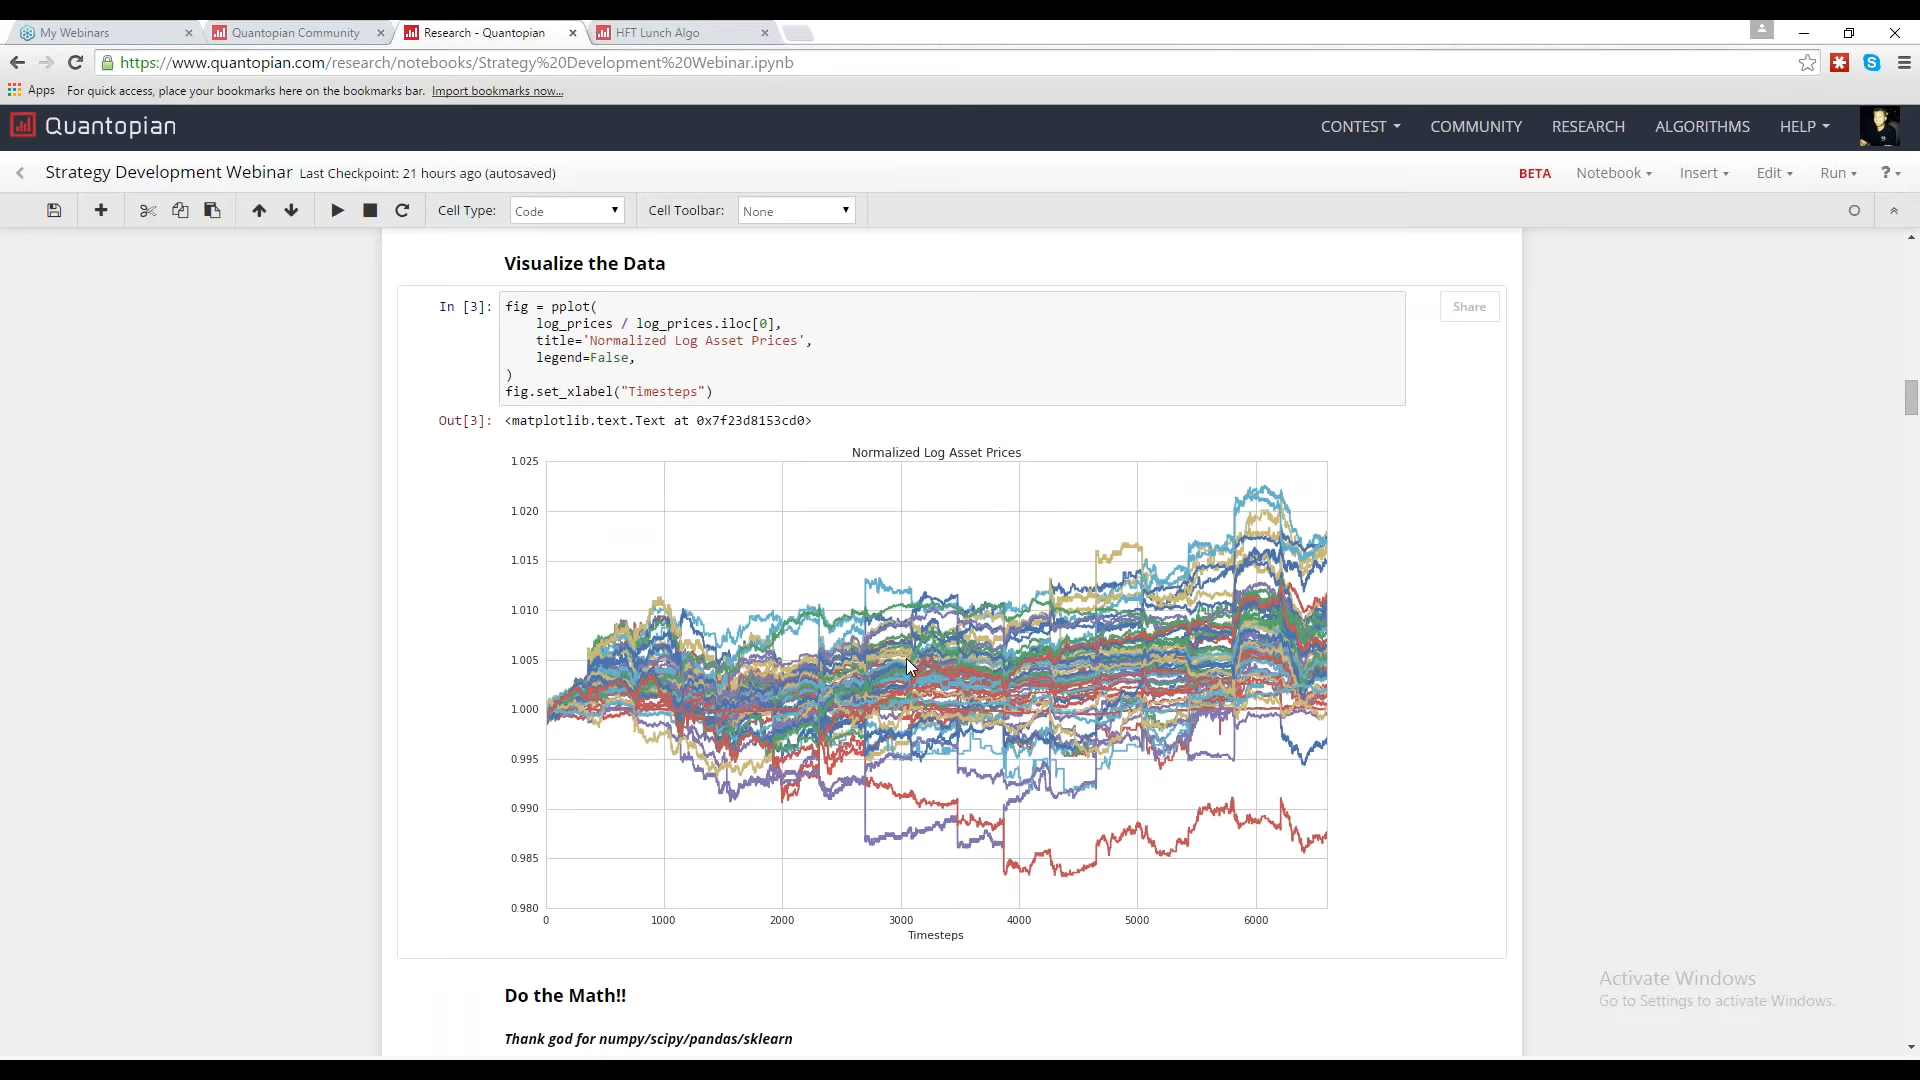 My Webinars
Quantopian Community
Research - Quantopian
HFT Lunch Algo
https://www.quantopian.com/research/notebooks/Strategy%20Development%20Webinar.ipynb
Apps For quick access, place your bookmarks here on the bookmarks bar. Import bookmarks now...
Quantopian CONTEST COMMUNITY RESEARCH ALGORITHMS HELP
Strategy Development Webinar Last Checkpoint: 21 hours ago (autosaved) BETA Notebook Insert Edit Run ?
Cell Type: Code Cell Toolbar: None
Visualize the Data
In [3]: fig = pplot(
log_prices / log_prices.iloc[0],
title='Normalized Log Asset Prices',
legend=False,
)
fig.set_xlabel("Timesteps")
Share
Out[3]: <matplotlib.text.Text at 0x7f23d8153cd0>
Normalized Log Asset Prices
1.025
1.020
1.015
1.010
1.005
1.000
0.995
0.990
0.985
0.980
0 1000 2000 3000 4000 5000 6000
Timesteps
Do the Math!!
Thank god for numpy/scipy/pandas/sklearn
Activate Windows
Go to Settings to activate Windows.